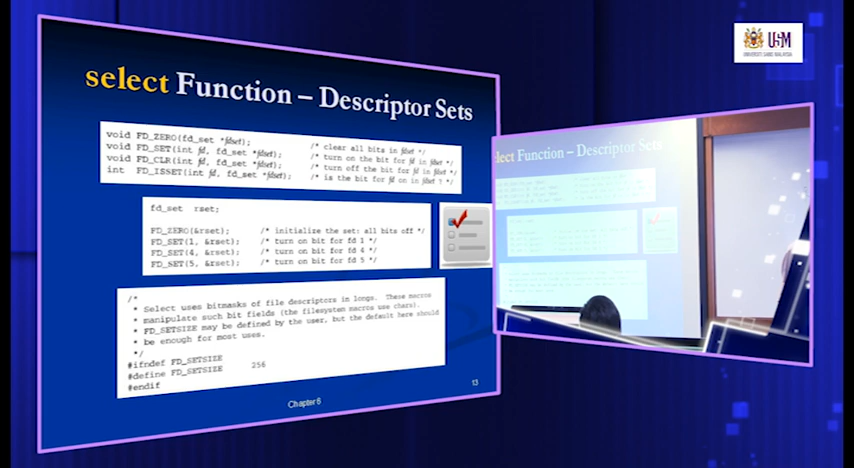 select Function – Descriptor Sets
void FD_ZERO(fd_set *fdset); /* clear all bits in fdset */
void FD_SET(int fd, fd_set *fdset); /* turn on the bit for fd in fdset */
void FD_CLR(int fd, fd_set *fdset); /* turn off the bit for fd in fdset */
int FD_ISSET(int fd, fd_set *fdset); /* is the bit for fd on in fdset ? */
fd_set rset;
FD_ZERO(&rset); /* initialize the set: all bits off */
FD_SET(1, &rset); /* turn on bit for fd 1 */
FD_SET(4, &rset); /* turn on bit for fd 4 */
FD_SET(5, &rset); /* turn on bit for fd 5 */
/*
* Select uses bitmasks of file descriptors in longs. These macros
* manipulate such bit fields (the filesystem macros use chars).
* FD_SETSIZE may be defined by the user, but the default here should
* be enough for most uses.
*/
#ifndef FD_SETSIZE
#define FD_SETSIZE 256
#endif
Chapter 6
13
USM
UNIVERSITI SAINS MALAYSIA
lect Function – Descriptor Sets